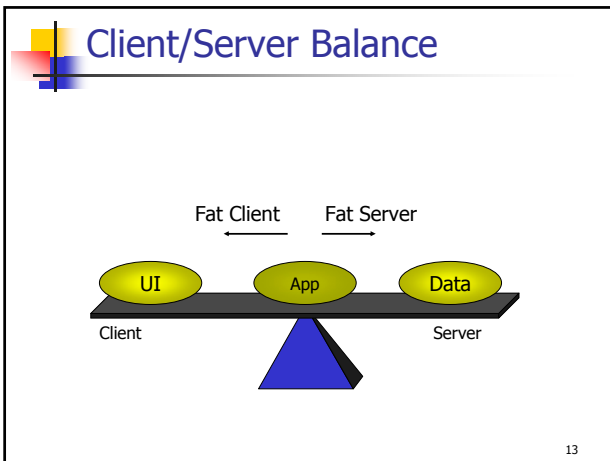 Client/Server Balance
Fat Client Fat Server
UI App Data
Client Server
13